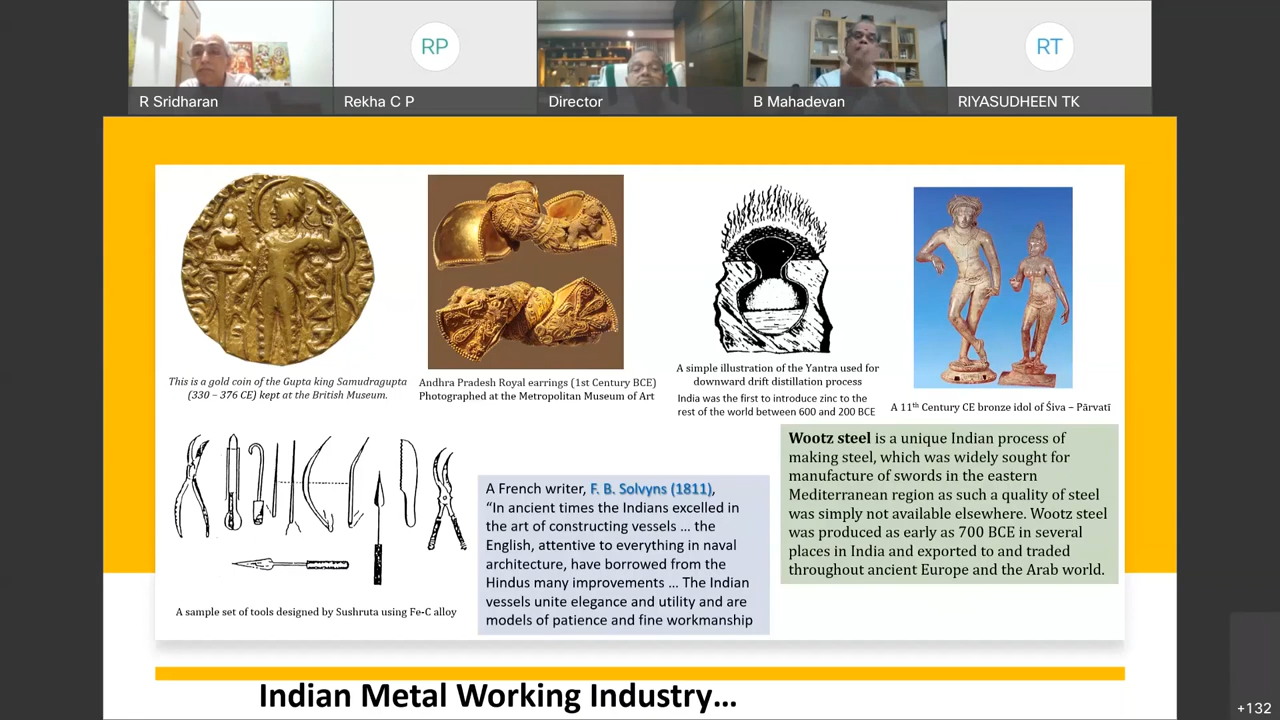 RP
RT
R Sridharan
Rekha C P
Director
B Mahadevan
RIYASUDHEEN TK
This is a gold coin of the Gupta king Samudragupta
(330 – 376 CE) kept at the British Museum.
Andhra Pradesh Royal earrings (1st Century BCE)
Photographed at the Metropolitan Museum of Art
A simple illustration of the Yantra used for
downward drift distillation process
India was the first to introduce zinc to the
rest of the world between 600 and 200 BCE
A 11th Century CE bronze idol of Śiva – Pārvatī
A sample set of tools designed by Sushruta using Fe-C alloy
A French writer, F. B. Solvyns (1811),
“In ancient times the Indians excelled in
the art of constructing vessels ... the
English, attentive to everything in naval
architecture, have borrowed from the
Hindus many improvements ... The Indian
vessels unite elegance and utility and are
models of patience and fine workmanship
Wootz steel is a unique Indian process of
making steel, which was widely sought for
manufacture of swords in the eastern
Mediterranean region as such a quality of steel
was simply not available elsewhere. Wootz steel
was produced as early as 700 BCE in several
places in India and exported to and traded
throughout ancient Europe and the Arab world.
Indian Metal Working Industry...
+132